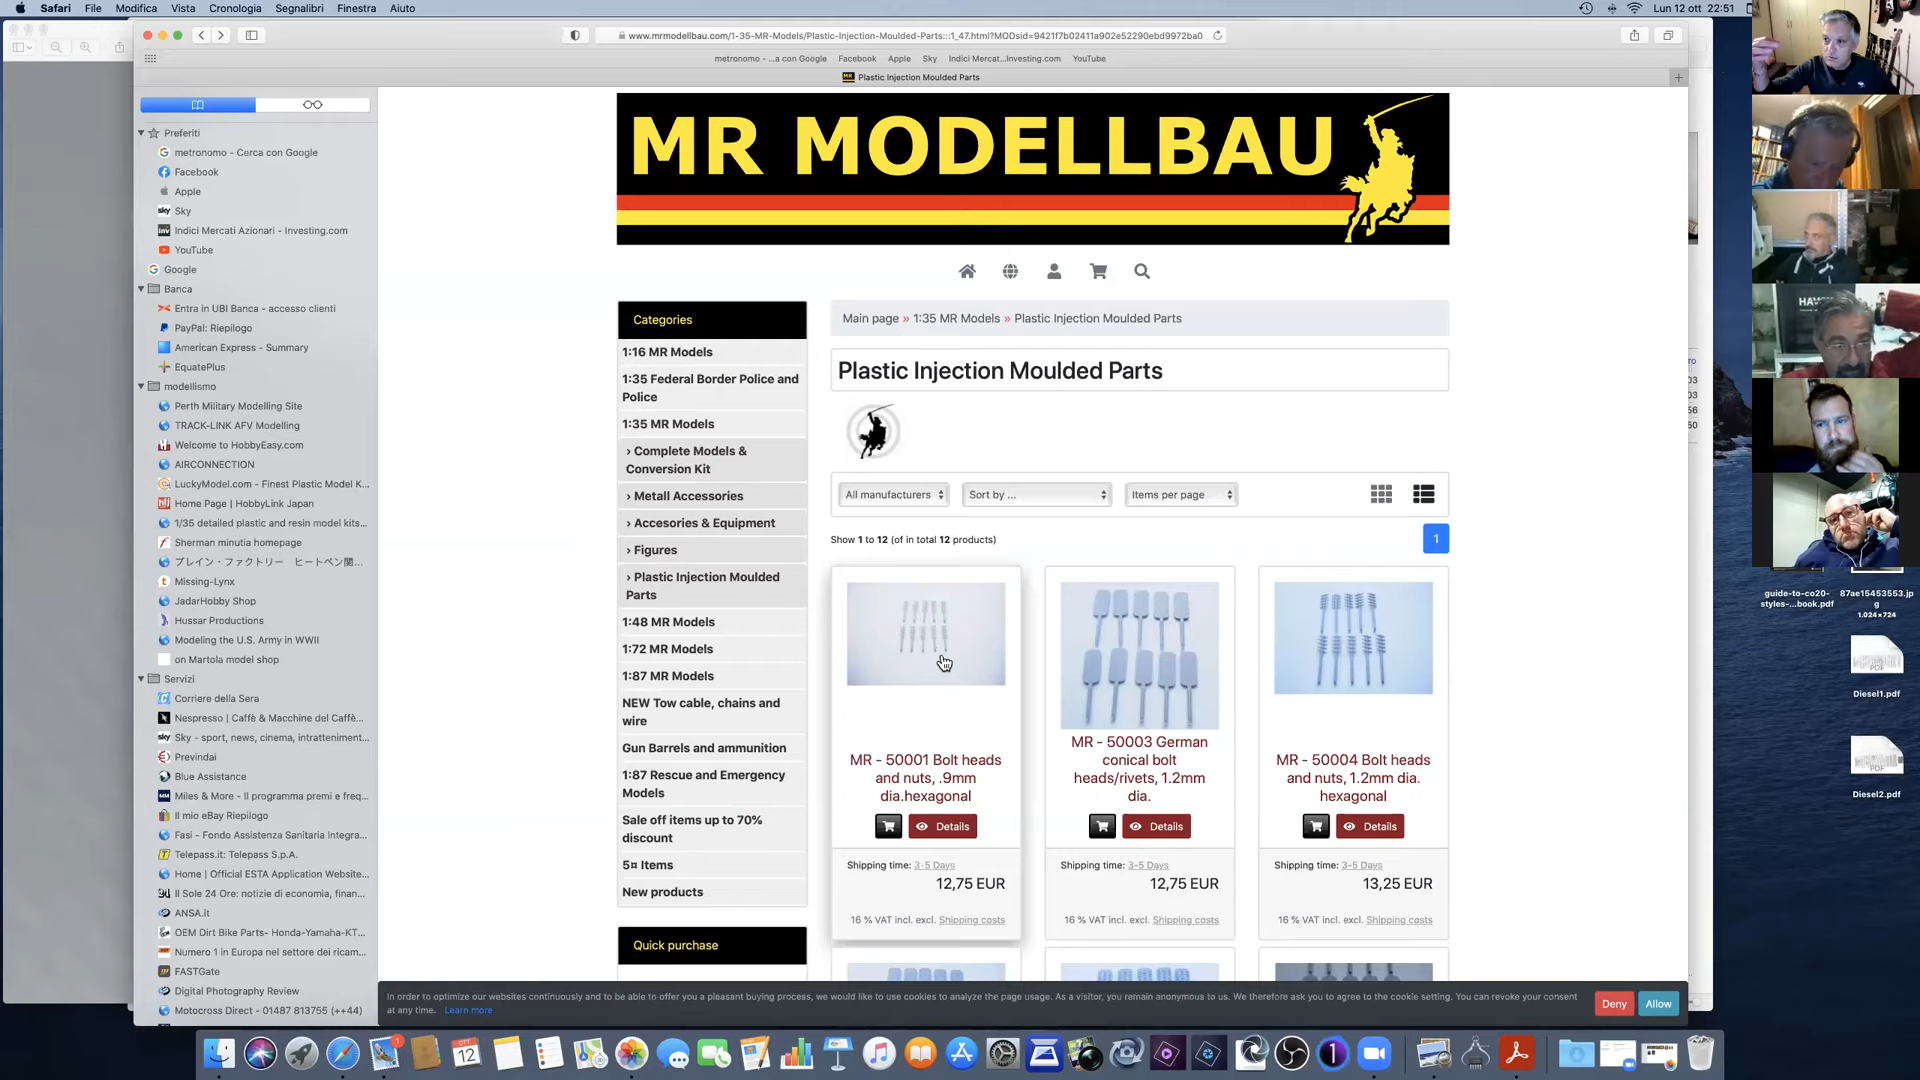 Safari File Modifica Vista Cronologia Segnalibri Finestra Aiuto
Lun 12 ott 22:51
www.mrmodellbau.com/1-35-MR-Models/Plastic-Injection-Moulded-Parts:::1_47.html?MODsid=9421f7b02411a902e52290ebd9972ba0
metronomo - ...a con Google Facebook Apple Sky Indici Mercat...Investing.com YouTube
Plastic Injection Moulded Parts
Preferiti
metronomo - Cerca con Google
Facebook
Apple
Sky
Indici Mercati Azionari - Investing.com
YouTube
Google
Banca
Entra in UBI Banca - accesso clienti
PayPal: Riepilogo
American Express - Summary
EquatePlus
modellismo
Perth Military Modelling Site
TRACK-LINK AFV Modelling
Welcome to HobbyEasy.com
AIRCONNECTION
LuckyModel.com - Finest Plastic Model K...
Home Page | HobbyLink Japan
1/35 detailed plastic and resin model kits...
Sherman minutia homepage
ブレイン・ファクトリー ヒートペン関...
Missing-Lynx
JadarHobby Shop
Hussar Productions
Modeling the U.S. Army in WWII
on Martola model shop
Servizi
Corriere della Sera
Nespresso | Caffè & Macchine del Caffè...
Sky - sport, news, cinema, intratteniment...
Previndai
Blue Assistance
Miles & More - Il programma premi e freq...
Il mio eBay Riepilogo
Fasi - Fondo Assistenza Sanitaria Integra...
Telepass.it: Telepass S.p.A.
Home | Official ESTA Application Website...
Il Sole 24 Ore: notizie di economia, finan...
ANSA.it
OEM Dirt Bike Parts- Honda-Yamaha-KT...
Numero 1 in Europa nel settore dei ricam...
FASTGate
Digital Photography Review
Motocross Direct - 01487 813755 (++44)
MR MODELLBAU
Categories
1:16 MR Models
1:35 Federal Border Police and
Police
1:35 MR Models
› Complete Models &
Conversion Kit
› Metall Accessories
› Accesories & Equipment
› Figures
› Plastic Injection Moulded
Parts
1:48 MR Models
1:72 MR Models
1:87 MR Models
NEW Tow cable, chains and
wire
Gun Barrels and ammunition
1:87 Rescue and Emergency
Models
Sale off items up to 70%
discount
5¤ Items
New products
Quick purchase
Main page » 1:35 MR Models » Plastic Injection Moulded Parts
Plastic Injection Moulded Parts
All manufacturers Sort by ... Items per page
Show 1 to 12 (of in total 12 products)
1
MR - 50001 Bolt heads
and nuts, .9mm
dia.hexagonal
Details
Shipping time: 3-5 Days
12,75 EUR
16 % VAT incl. excl. Shipping costs
MR - 50003 German
conical bolt
heads/rivets, 1.2mm
dia.
Details
Shipping time: 3-5 Days
12,75 EUR
16 % VAT incl. excl. Shipping costs
MR - 50004 Bolt heads
and nuts, 1.2mm dia.
hexagonal
Details
Shipping time: 3-5 Days
13,25 EUR
16 % VAT incl. excl. Shipping costs
In order to optimize our websites continuously and to be able to offer you a pleasant buying process, we would like to use cookies to analyze the page usage. As a visitor, you remain anonymous to us. We therefore ask you to agree to the cookie setting. You can revoke your consent
at any time. Learn more
Deny Allow
guide-to-co20-
styles-...book.pdf
87ae15453553.jp
g
1.024×724
PDF
Diesel1.pdf
PDF
Diesel2.pdf